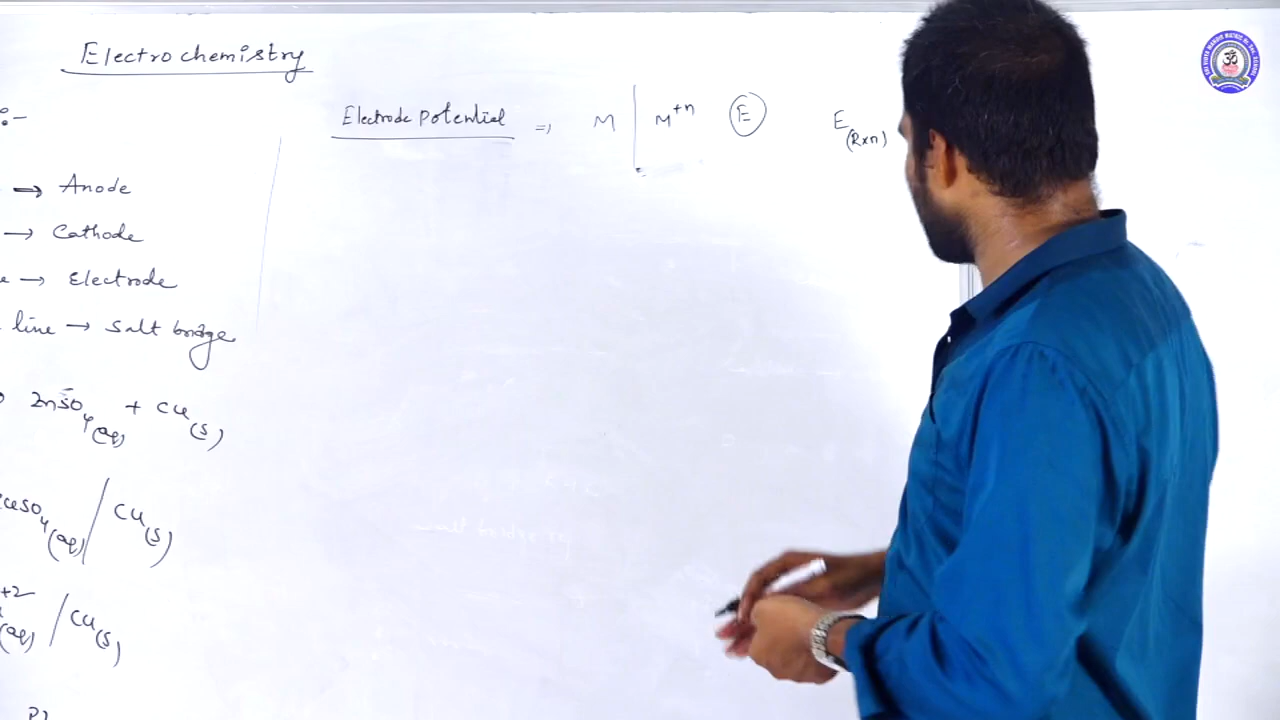 Electrochemistry
:-
→ Anode
→ Cathode
e → Electrode
line → Salt bridge
ZnSO4(aq) + Cu(s)
CuSO4(aq) / Cu(s)
+2
(aq) / Cu(s)
Electrode potential ⇒ M | M+n E E(Rxn)